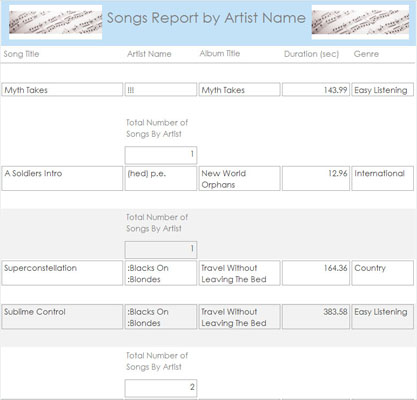 Songs Report by Artist Name
Song Title Artist Name Album Title Duration (sec) Genre
Myth Takes !!! Myth Takes 143.99 Easy Listening
Total Number of
Songs By Artist
1
A Soldiers Intro (hed) p.e. New World 12.96 International
Orphans
Total Number of
Songs By Artist
1
Superconstellation :Blacks On Travel Without 164.36 Country
:Blondes Leaving The Bed
Sublime Control :Blacks On Travel Without 383.58 Easy Listening
:Blondes Leaving The Bed
Total Number of
Songs By Artist
2